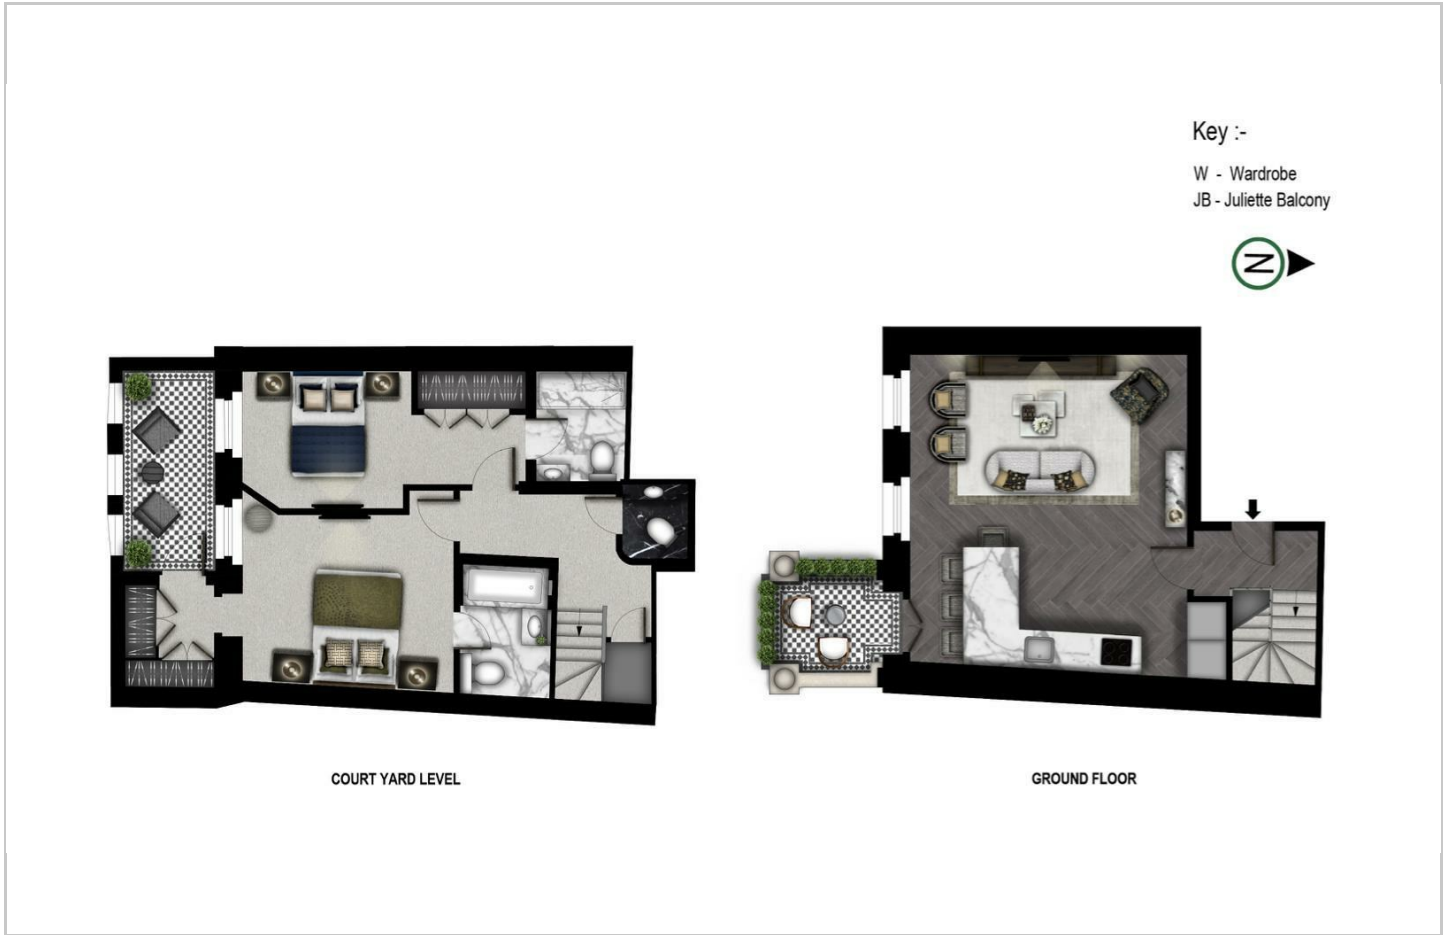 Key :-
W - Wardrobe
JB - Juliette Balcony
N
COURT YARD LEVEL
GROUND FLOOR